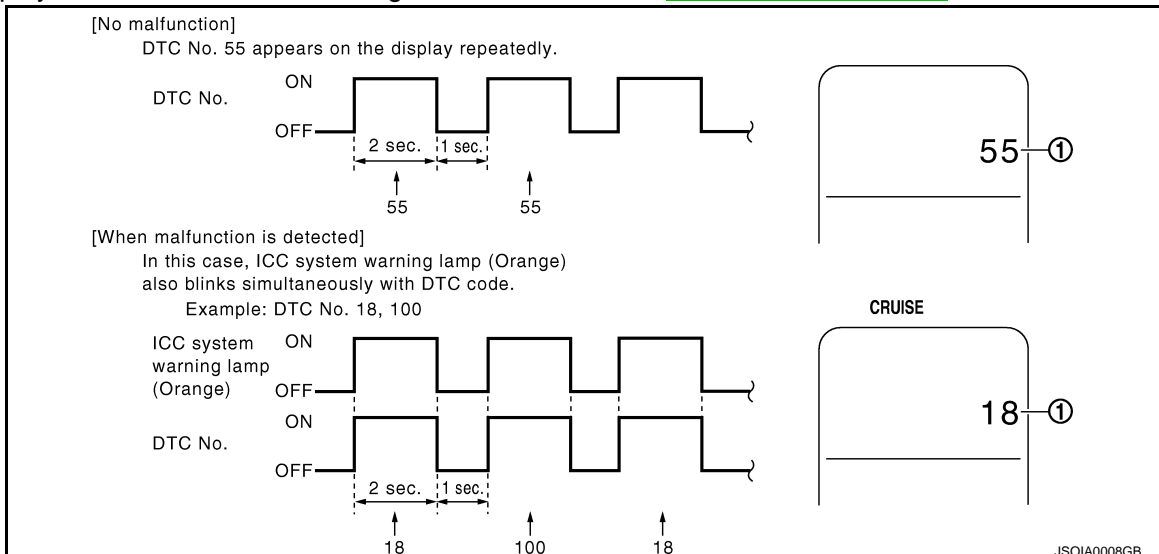 [No malfunction]
DTC No. 55 appears on the display repeatedly.
ON
DTC No.
OFF
2 sec.
1 sec.
55
55
55
①
[When malfunction is detected]
In this case, ICC system warning lamp (Orange)
also blinks simultaneously with DTC code.
Example: DTC No. 18, 100
CRUISE
ICC system
warning lamp
(Orange)
ON
OFF
ON
DTC No.
OFF
2 sec.
1 sec.
18
100
18
18
①
JSOIA0008GB